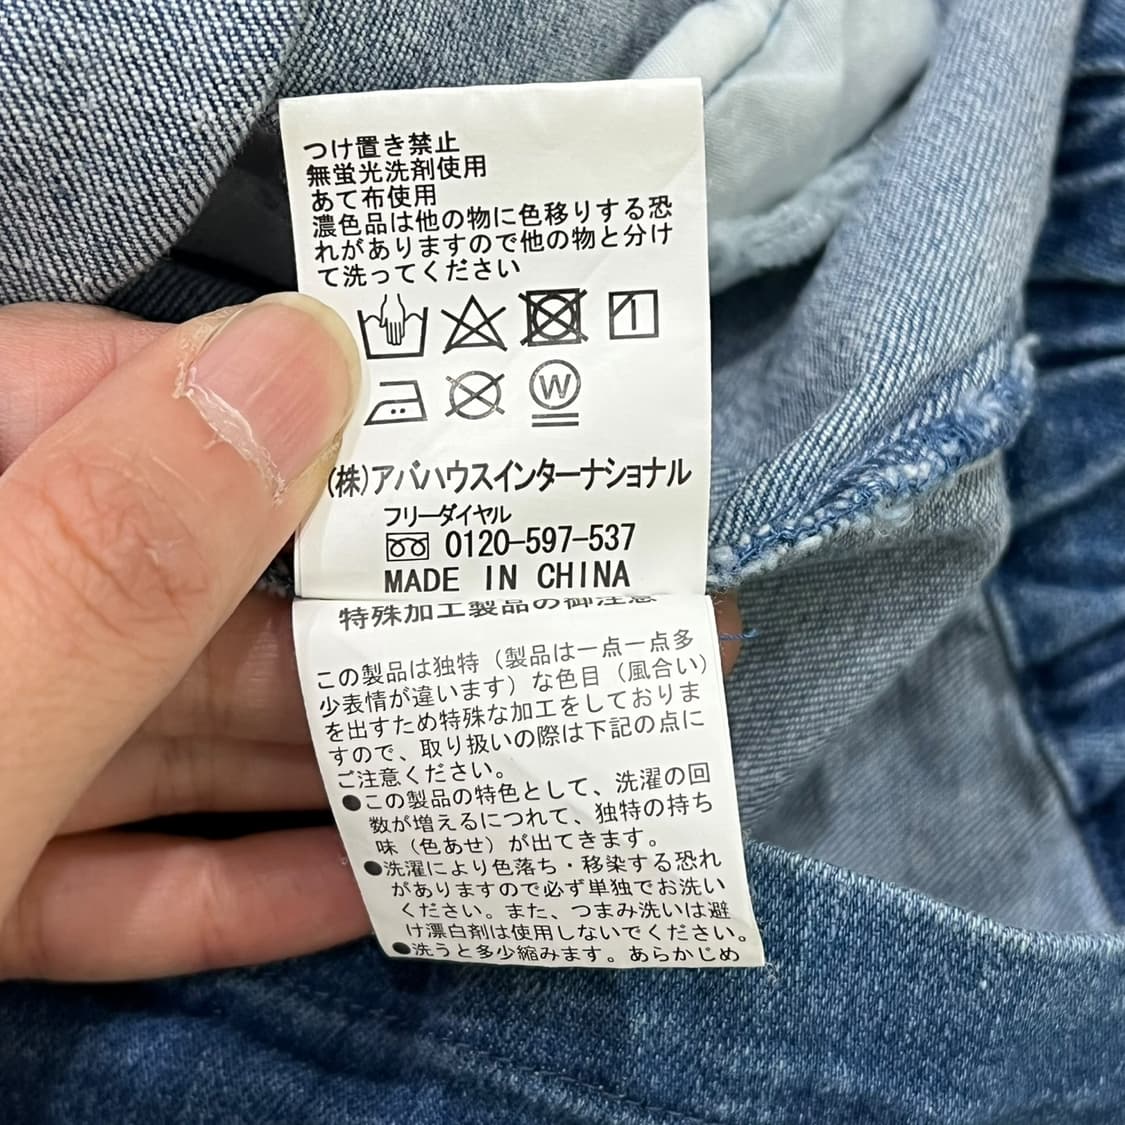 つけ置き禁止
無蛍光洗剤使用
あて布使用
濃色品は他の物に色移りする恐
れがありますので他の物と分け
て洗ってください
W
(株)アバハウスインターナショナル
フリーダイヤル
0120-597-537
MADE IN CHINA
特殊加工製品の御注意
この製品は独特（製品は一点一点多
少表情が違います）な色目（風合い）
を出すため特殊な加工をしておりま
すので、取り扱いの際は下記の点に
ご注意ください。
●この製品の特色として、洗濯の回
数が増えるにつれて、独特の持ち
味（色あせ）が出てきます。
●洗濯により色落ち・移染する恐れ
がありますので必ず単独でお洗い
ください。また、つまみ洗いは避
け漂白剤は使用しないでください。
●洗うと多少縮みます。あらかじめ